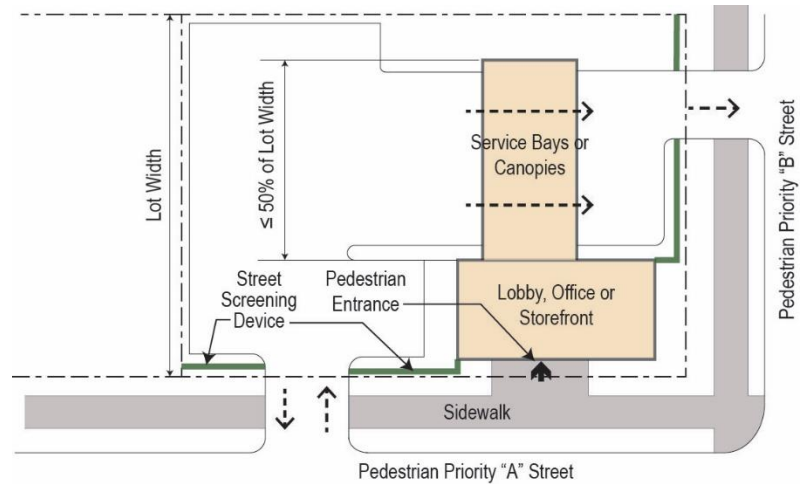 Lot Width
≤ 50% of Lot Width
Service Bays or
Canopies
Pedestrian Priority "B" Street
Street
Screening
Device
Pedestrian
Entrance
Lobby, Office or
Storefront
Sidewalk
Pedestrian Priority "A" Street